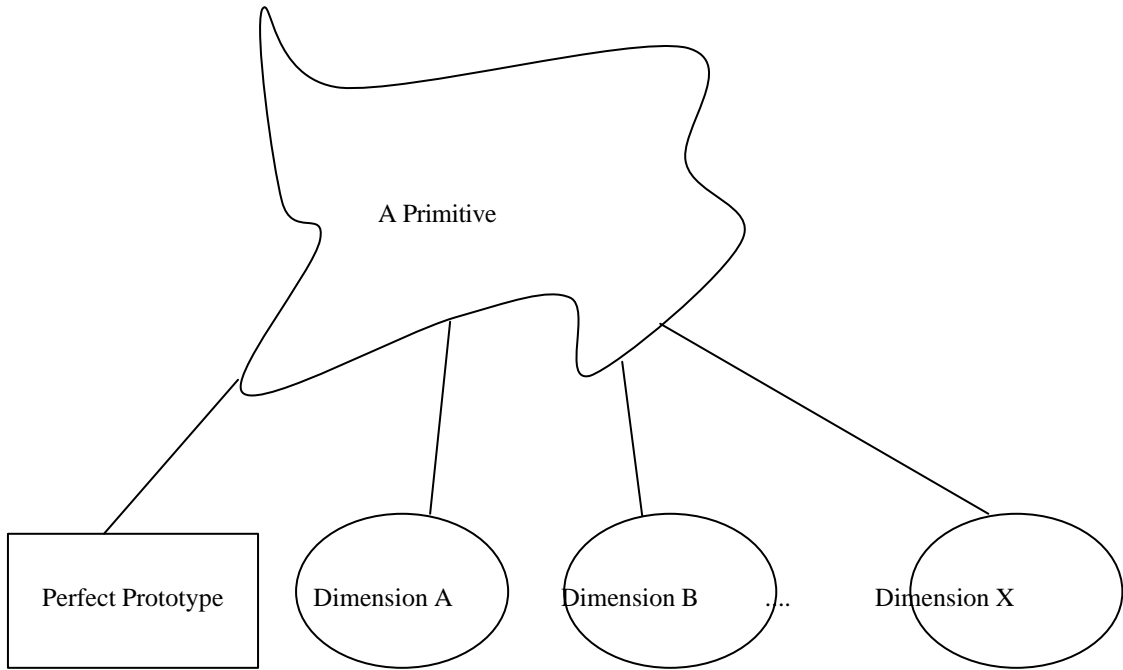 A Primitive
Perfect Prototype
Dimension A
Dimension B
....
Dimension X